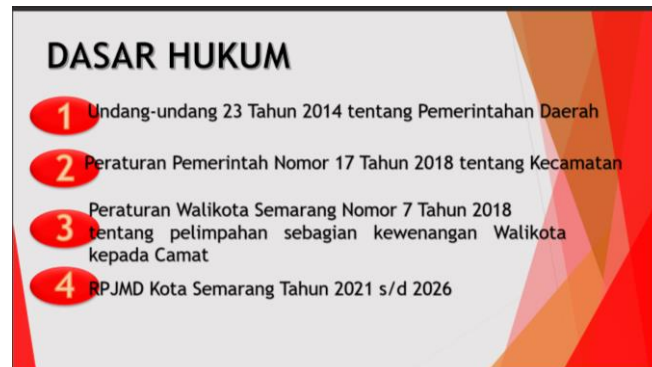 DASAR HUKUM
1 Undang-undang 23 Tahun 2014 tentang Pemerintahan Daerah
2 Peraturan Pemerintah Nomor 17 Tahun 2018 tentang Kecamatan
Peraturan Walikota Semarang Nomor 7 Tahun 2018
3 tentang pelimpahan sebagian kewenangan Walikota
kepada Camat
4 RPJMD Kota Semarang Tahun 2021 s/d 2026